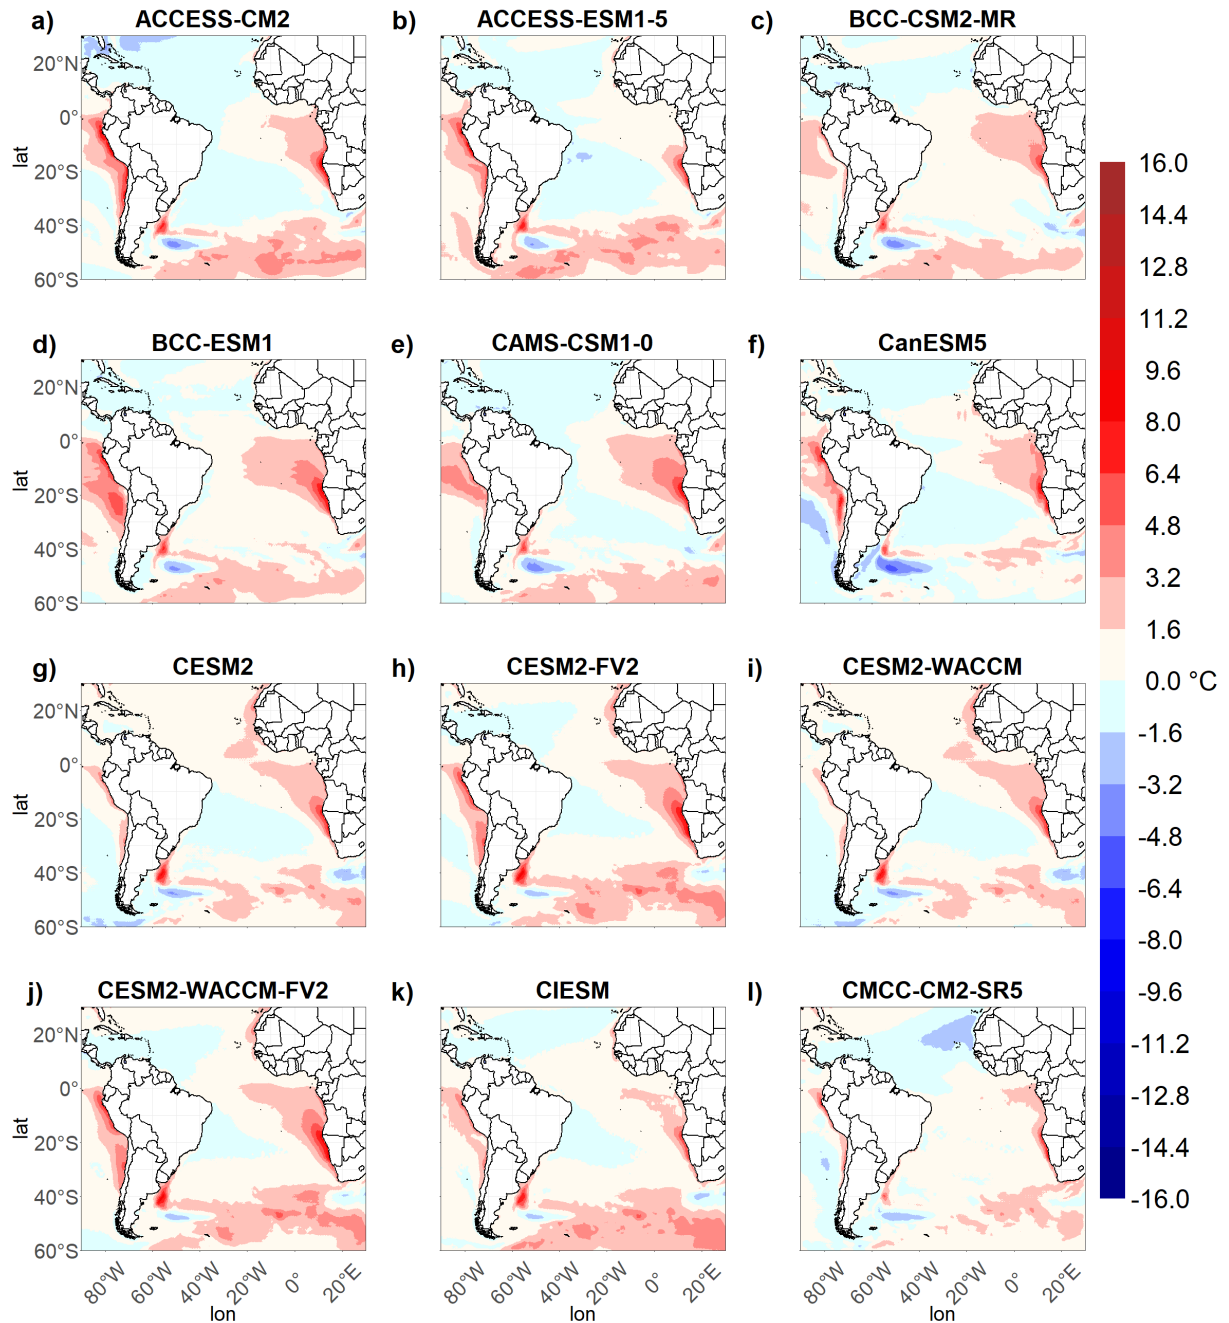 a) ACCESS-CM2 b) ACCESS-ESM1-5 c) BCC-CSM2-MR
20°N
0°
20°S
40°S
60°S
lat
d) BCC-ESM1 e) CAMS-CSM1-0 f) CanESM5
20°N
0°
20°S
40°S
60°S
lat
g) CESM2 h) CESM2-FV2 i) CESM2-WACCM
20°N
0°
20°S
40°S
60°S
lat
j) CESM2-WACCM-FV2 k) CIESM l) CMCC-CM2-SR5
20°N
0°
20°S
40°S
60°S
lat
80°W 60°W 40°W 20°W 0° 20°E 80°W 60°W 40°W 20°W 0° 20°E 80°W 60°W 40°W 20°W 0° 20°E
lon lon lon
16.0
14.4
12.8
11.2
9.6
8.0
6.4
4.8
3.2
1.6
0.0 °C
-1.6
-3.2
-4.8
-6.4
-8.0
-9.6
-11.2
-12.8
-14.4
-16.0